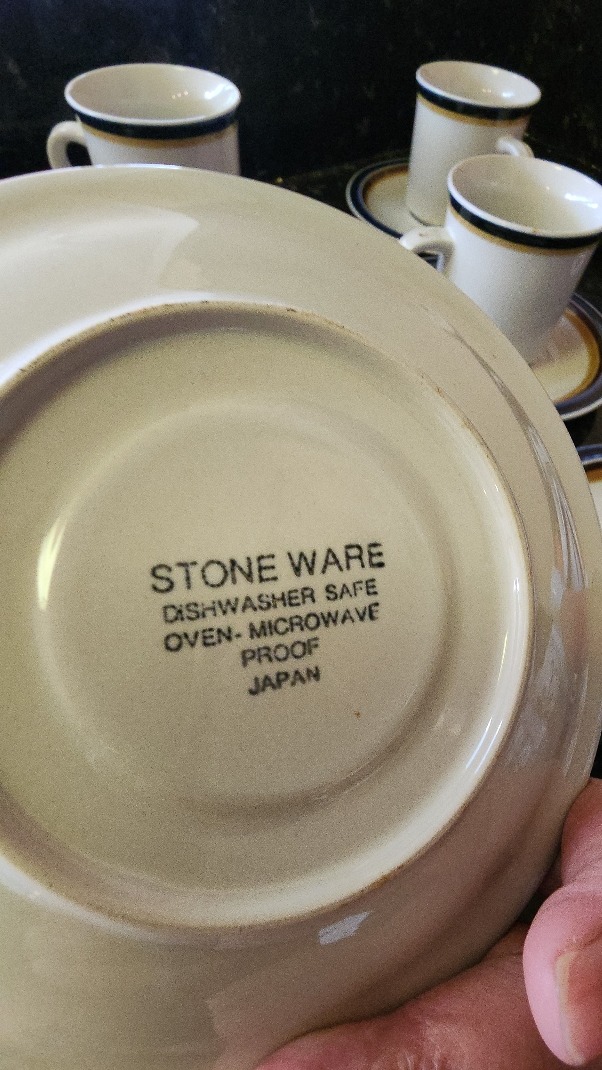 STONE WARE
DISHWASHER SAFE
OVEN- MICROWAVE
PROOF
JAPAN